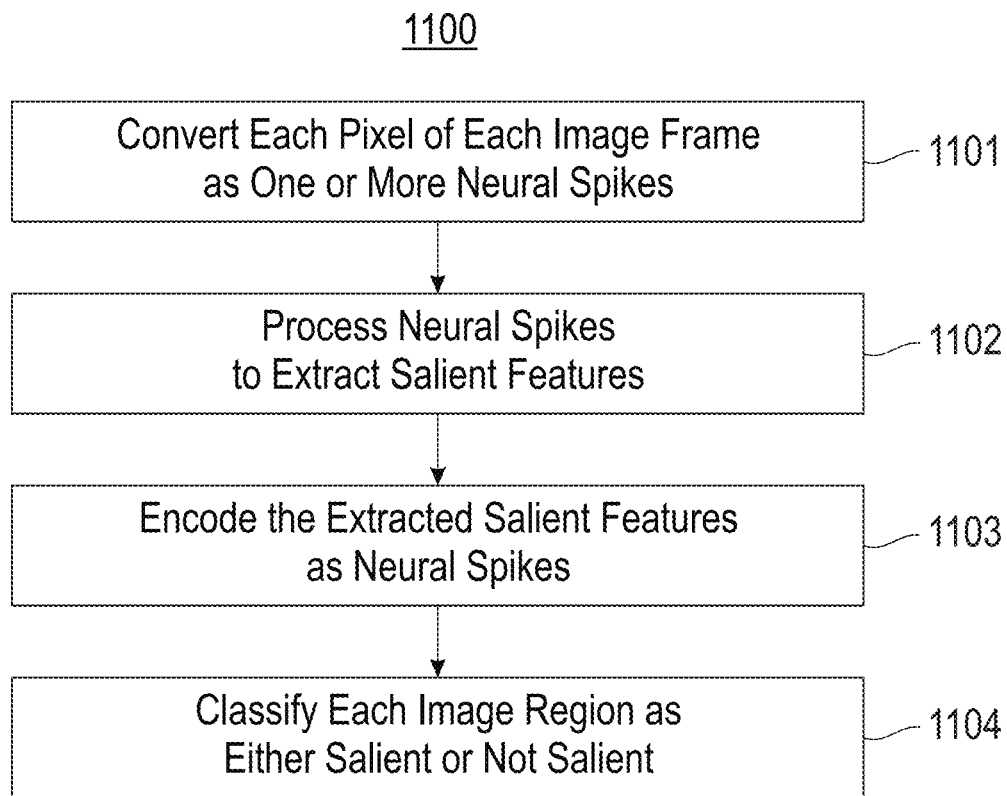 1100
Convert Each Pixel of Each Image Frame
as One or More Neural Spikes
1101
Process Neural Spikes
to Extract Salient Features
1102
Encode the Extracted Salient Features
as Neural Spikes
1103
Classify Each Image Region as
Either Salient or Not Salient
1104